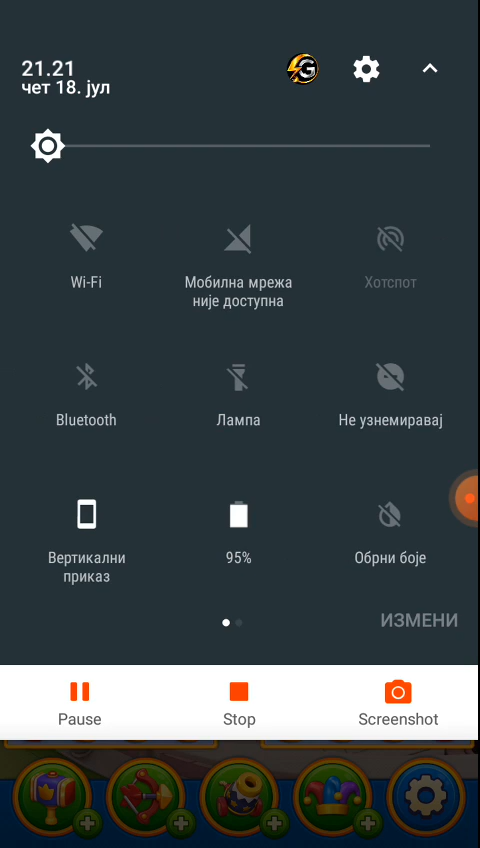 21.21
чет 18. јул
Wi-Fi
Мобилна мрежа
није доступна
Хотспот
Bluetooth
Лампа
Не узнемиравај
Вертикални
приказ
95%
Обрни боје
ИЗМЕНИ
Pause
Stop
Screenshot